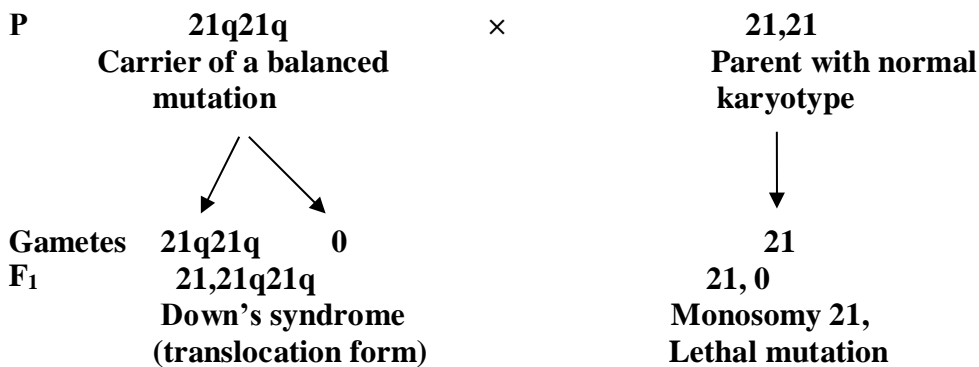 P 21q21q × 21,21
Carrier of a balanced mutation Parent with normal karyotype
Gametes 21q21q 0 21
F₁ 21,21q21q 21, 0
Down's syndrome (translocation form) Monosomy 21, Lethal mutation